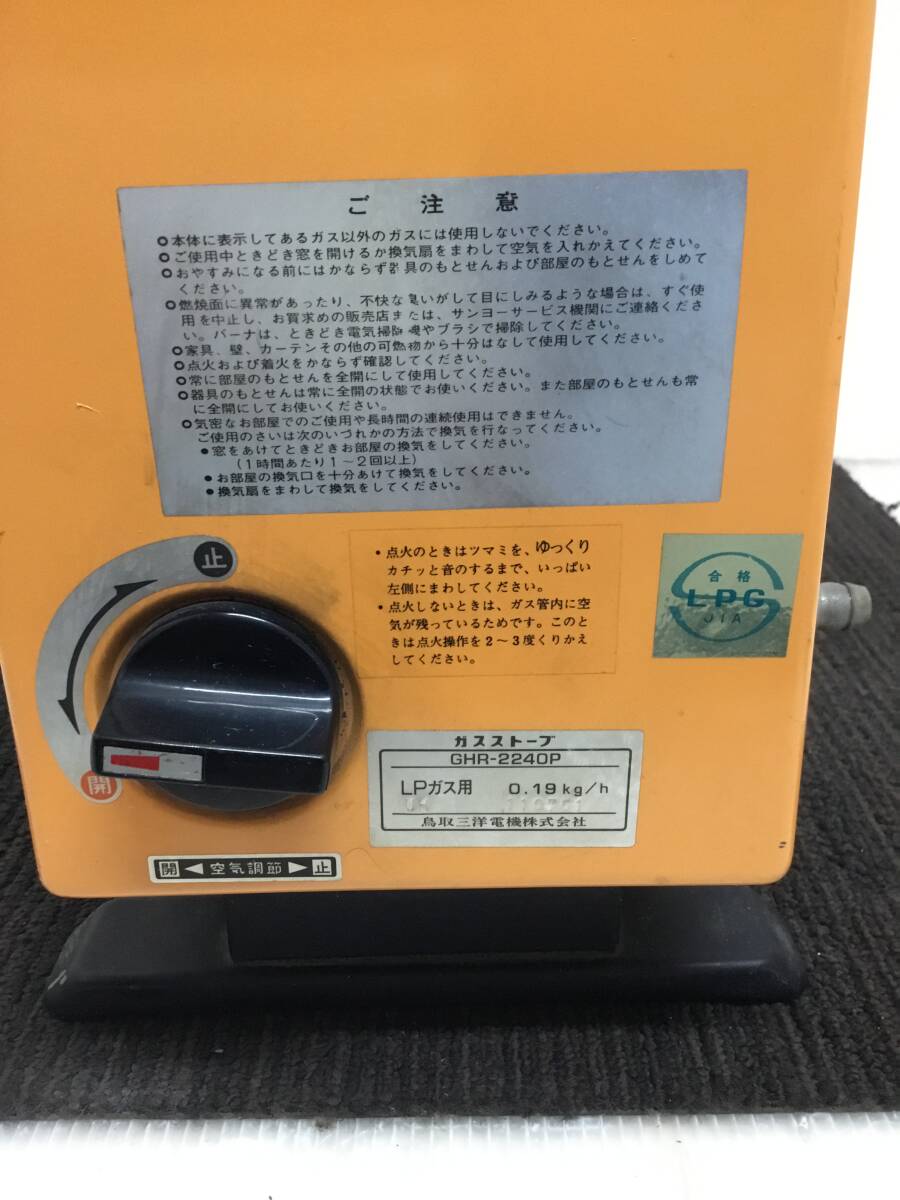 ご注意
◎本体に表示してあるガス以外のガスには使用しないでください。
◎ご使用中ときどき窓を開けるか換気扇をまわして空気を入れかえてください。
◎おやすみになる前にはかならず器具のもとせんおよび部屋のもとせんをしめて
ください。
◎燃焼面に異常があったり、不快な臭いがして目にしみるような場合は、すぐ使
用を中止し、お買求めの販売店または、サンヨーサービス機関にご連絡くださ
い。バーナは、ときどき電気掃除機やブラシで掃除してください。
◎家具、壁、カーテンその他の可燃物から十分はなして使用してください。
◎点火および着火をかならず確認してください。
◎常に部屋のもとせんを全開にして使用してください。
◎器具のもとせんは常に全開の状態でお使いください。また部屋のもとせんも常
に全開にしてお使いください。
◎気密なお部屋でのご使用や長時間の連続使用はできません。
ご使用のさいは次のいづれかの方法で換気を行なってください。
●窓をあけてときどきお部屋の換気をしてください。
(1時間あたり1〜2回以上)
●お部屋の換気口を十分あけて換気をしてください。
●換気扇をまわして換気をしてください。
止
開
・点火のときはツマミを、ゆっくり
カチッと音のするまで、いっぱい
左側にまわしてください。
・点火しないときは、ガス管内に空
気が残っているためです。このと
きは点火操作を2〜3度くりかえ
してください。
合格
LPG
JIA
ガスストーブ
GHR-2240P
LPガス用 0.19kg/h
鳥取三洋電機株式会社
開 ◀ 空気調節 ▶ 止